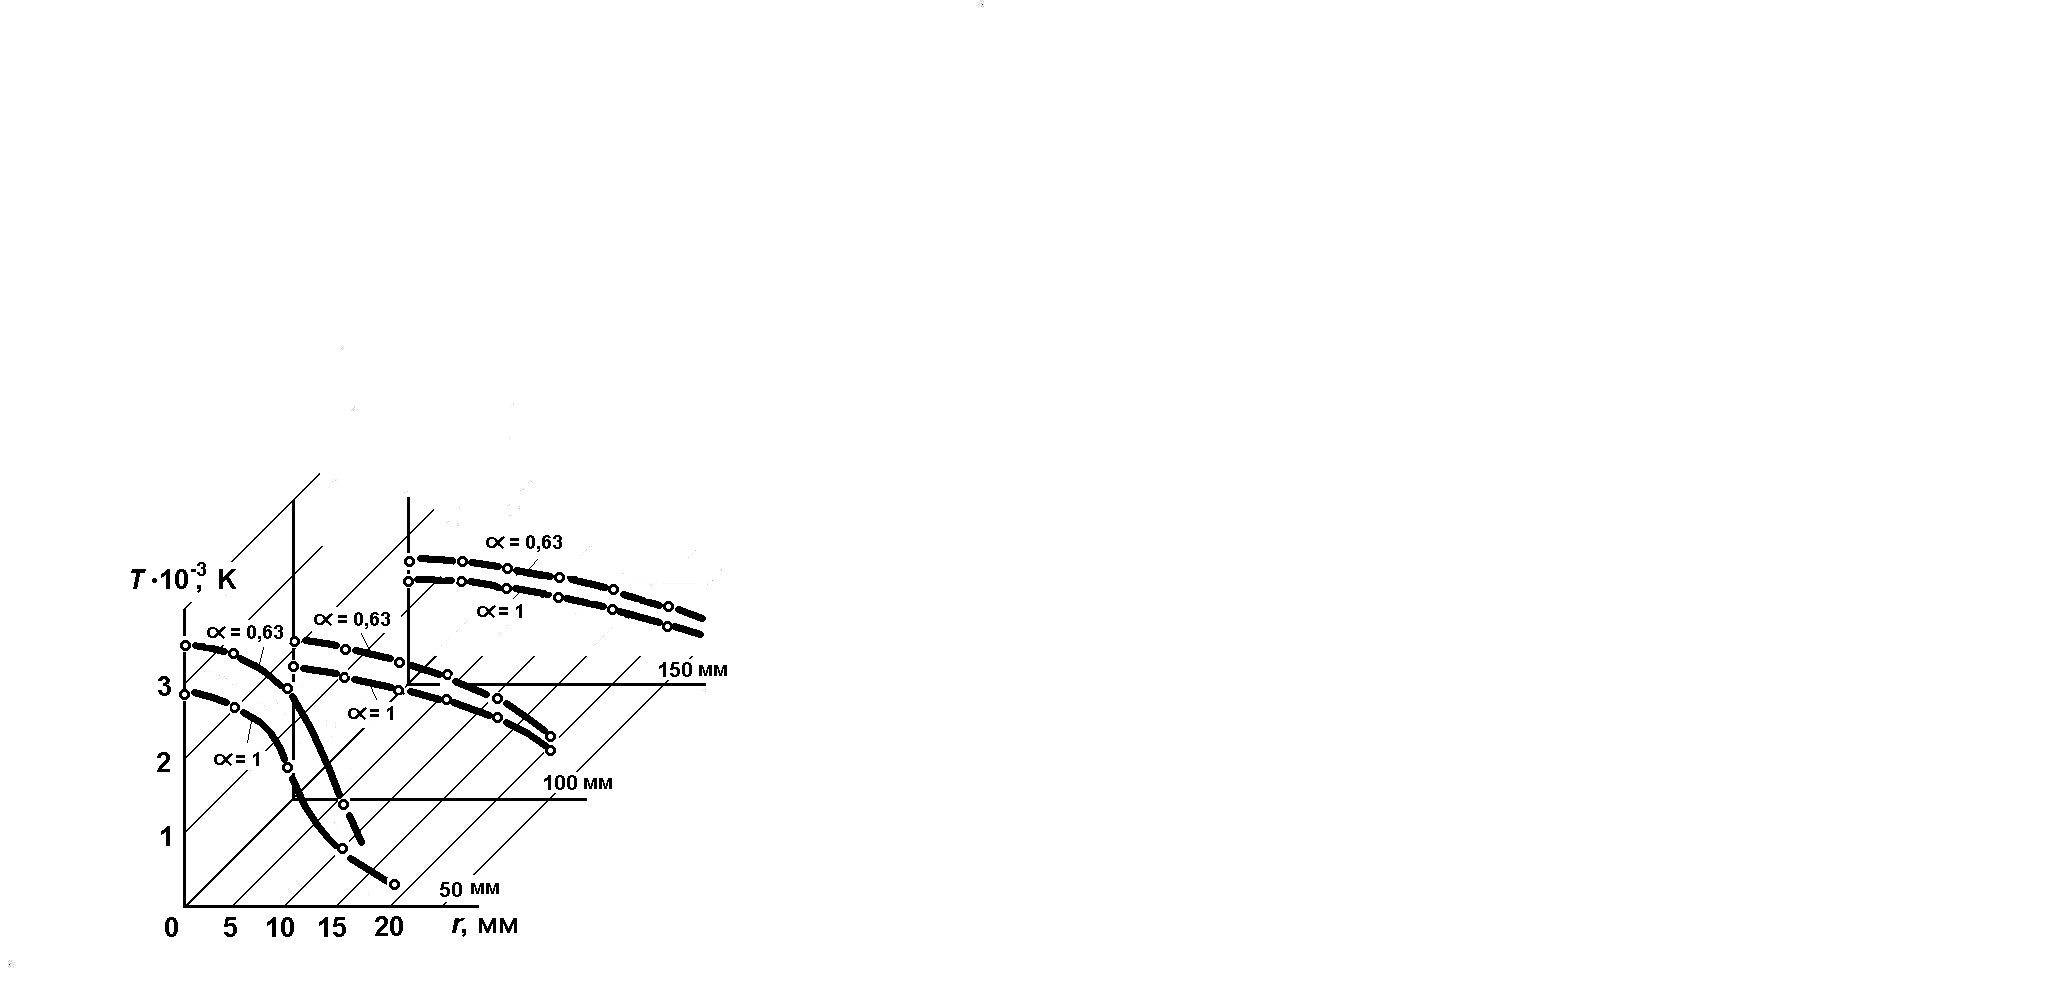 α = 0,63
T·10⁻³, K
α = 1
α = 0,63
α = 0,63
150 мм
3
α = 1
2
α = 1
100 мм
1
50 мм
0 5 10 15 20 r, мм